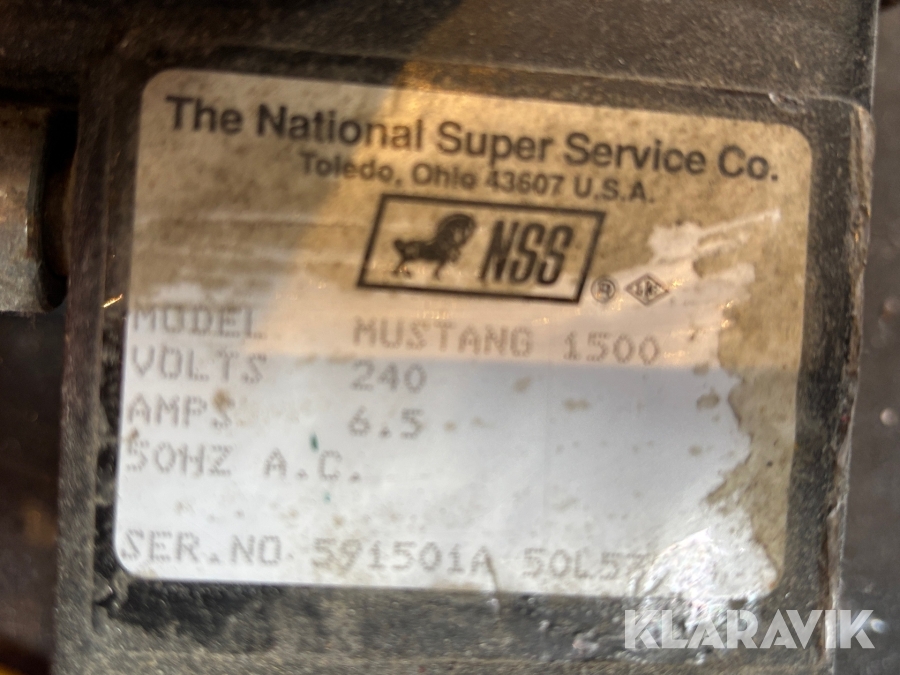 The National Super Service Co.
Toledo, Ohio 43607 U.S.A.
NSS
MODEL MUSTANG 1500
VOLTS 240
AMPS 6.5
50HZ A.C.
SER.NO 591501A
KLARAVIK